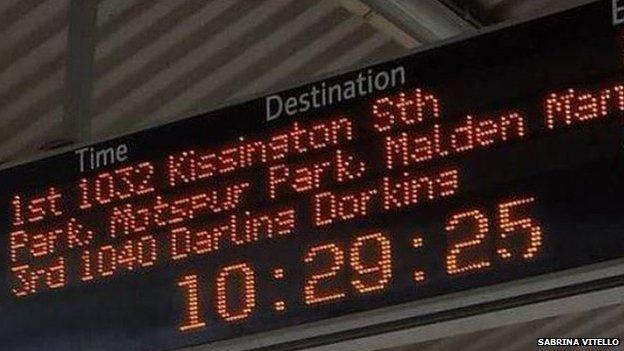 Time Destination E
1st 1032 Kissington Sth
Park, Motspur Park, Malden Man
3rd 1040 Darling Dorking
10:29:25
SABRINA VITELLO